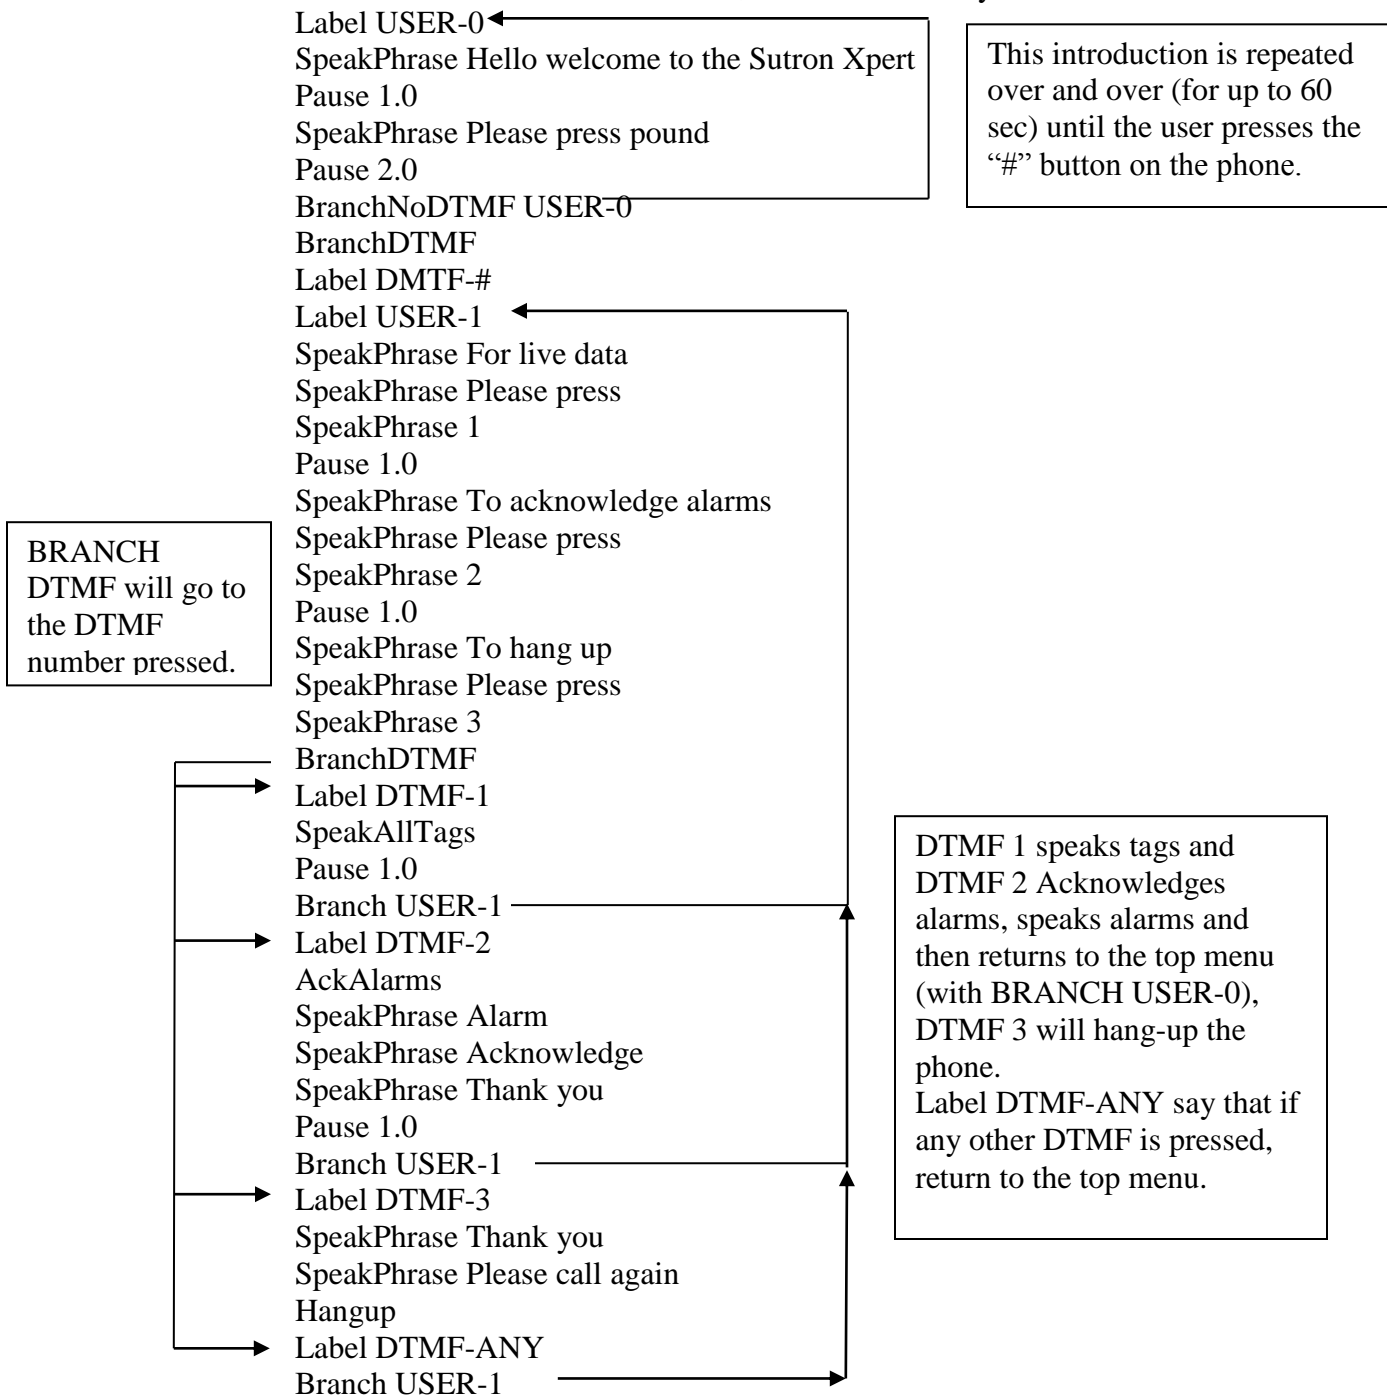 Label USER-0
SpeakPhrase Hello welcome to the Sutron Xpert
Pause 1.0
SpeakPhrase Please press pound
Pause 2.0
BranchNoDTMF USER-0
BranchDTMF
Label DMTF-#
Label USER-1
SpeakPhrase For live data
SpeakPhrase Please press
SpeakPhrase 1
Pause 1.0
SpeakPhrase To acknowledge alarms
SpeakPhrase Please press
SpeakPhrase 2
Pause 1.0
SpeakPhrase To hang up
SpeakPhrase Please press
SpeakPhrase 3
BranchDTMF
Label DTMF-1
SpeakAllTags
Pause 1.0
Branch USER-1
Label DTMF-2
AckAlarms
SpeakPhrase Alarm
SpeakPhrase Acknowledge
SpeakPhrase Thank you
Pause 1.0
Branch USER-1
Label DTMF-3
SpeakPhrase Thank you
SpeakPhrase Please call again
Hangup
Label DTMF-ANY
Branch USER-1
This introduction is repeated
over and over (for up to 60
sec) until the user presses the
“#” button on the phone.
BRANCH
DTMF will go to
the DTMF
number pressed.
DTMF 1 speaks tags and
DTMF 2 Acknowledges
alarms, speaks alarms and
then returns to the top menu
(with BRANCH USER-0),
DTMF 3 will hang-up the
phone.
Label DTMF-ANY say that if
any other DTMF is pressed,
return to the top menu.